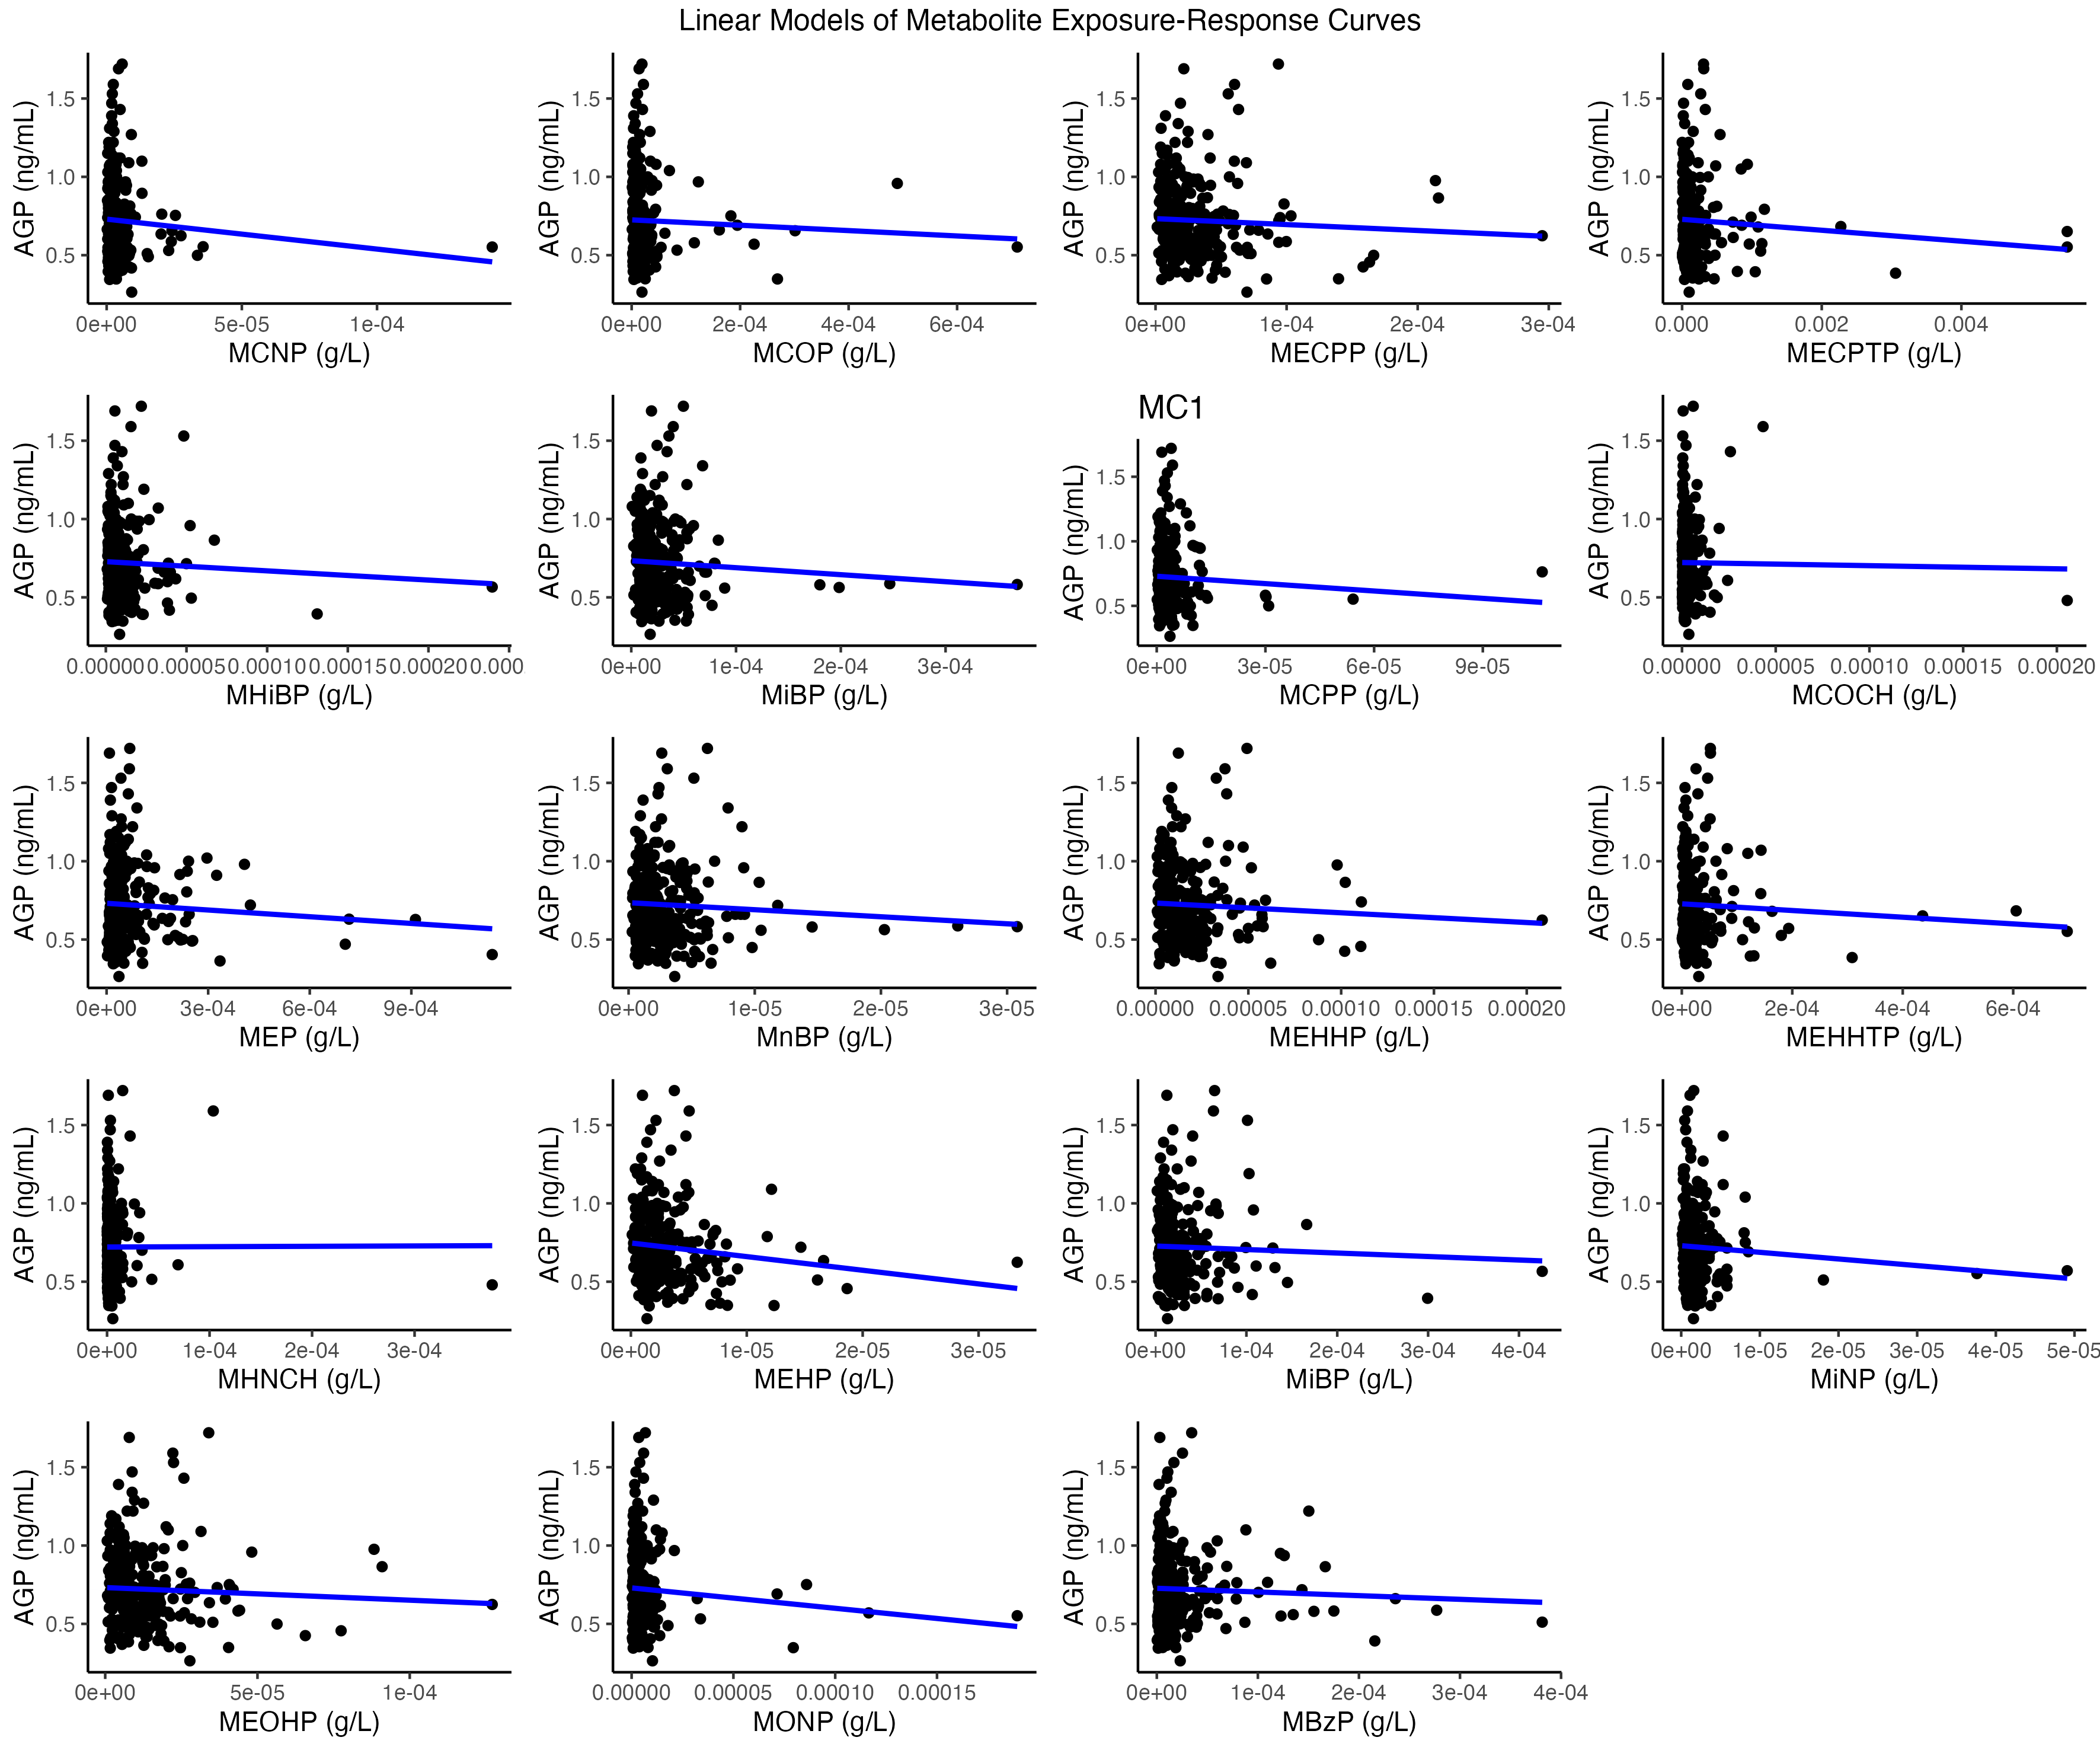 Linear Models of Metabolite Exposure-Response Curves
AGP (ng/mL)
1.5
1.0
0.5
0e+00 5e-05 1e-04
MCNP (g/L)
AGP (ng/mL)
1.5
1.0
0.5
0e+00 2e-04 4e-04 6e-04
MCOP (g/L)
AGP (ng/mL)
1.5
1.0
0.5
0e+00 1e-04 2e-04 3e-04
MECPP (g/L)
AGP (ng/mL)
1.5
1.0
0.5
0.000 0.002 0.004
MECPTP (g/L)
AGP (ng/mL)
1.5
1.0
0.5
0.00000 0.00005 0.00010 0.00015 0.00020 0.000
MHiBP (g/L)
AGP (ng/mL)
1.5
1.0
0.5
0e+00 1e-04 2e-04 3e-04
MiBP (g/L)
MC1
AGP (ng/mL)
1.5
1.0
0.5
0e+00 3e-05 6e-05 9e-05
MCPP (g/L)
AGP (ng/mL)
1.5
1.0
0.5
0.00000 0.00005 0.00010 0.00015 0.00020
MCOCH (g/L)
AGP (ng/mL)
1.5
1.0
0.5
0e+00 3e-04 6e-04 9e-04
MEP (g/L)
AGP (ng/mL)
1.5
1.0
0.5
0e+00 1e-05 2e-05 3e-05
MnBP (g/L)
AGP (ng/mL)
1.5
1.0
0.5
0.00000 0.00005 0.00010 0.00015 0.00020
MEHHP (g/L)
AGP (ng/mL)
1.5
1.0
0.5
0e+00 2e-04 4e-04 6e-04
MEHHTP (g/L)
AGP (ng/mL)
1.5
1.0
0.5
0e+00 1e-04 2e-04 3e-04
MHNCH (g/L)
AGP (ng/mL)
1.5
1.0
0.5
0e+00 1e-05 2e-05 3e-05
MEHP (g/L)
AGP (ng/mL)
1.5
1.0
0.5
0e+00 1e-04 2e-04 3e-04 4e-04
MiBP (g/L)
AGP (ng/mL)
1.5
1.0
0.5
0e+00 1e-05 2e-05 3e-05 4e-05 5e-05
MiNP (g/L)
AGP (ng/mL)
1.5
1.0
0.5
0e+00 5e-05 1e-04
MEOHP (g/L)
AGP (ng/mL)
1.5
1.0
0.5
0.00000 0.00005 0.00010 0.00015
MONP (g/L)
AGP (ng/mL)
1.5
1.0
0.5
0e+00 1e-04 2e-04 3e-04 4e-04
MBzP (g/L)